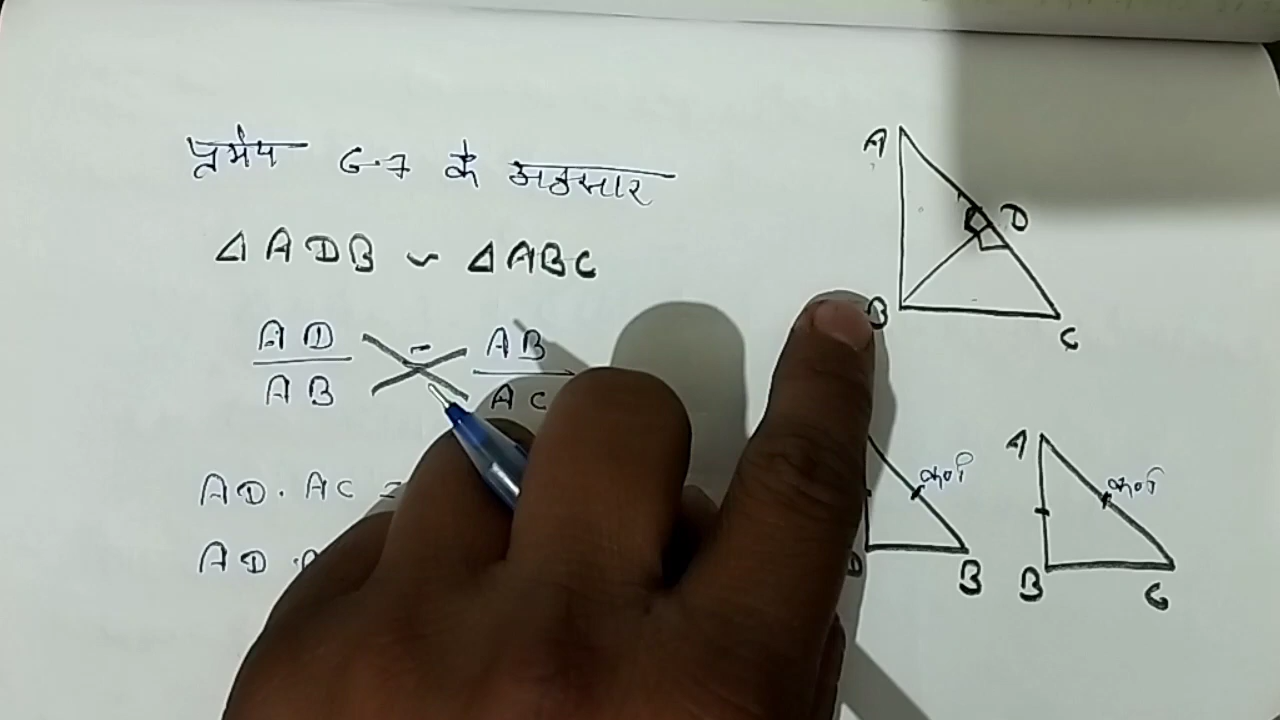 प्रमेय 6.7 के अनुसार
△ADB ~ △ABC
AD/AB = AB/AC
AD. AC =
AD .A
A
D
B
C
कर्ण
D
B
A
कर्ण
B
C